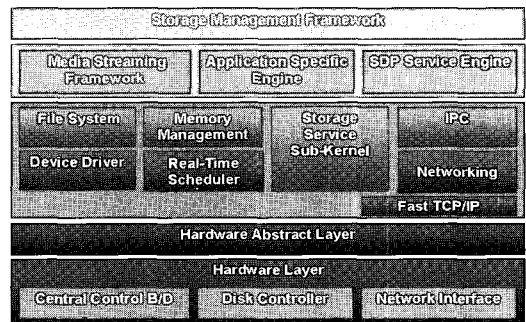 Storage Management Framework
Media Streaming
Framework
Application Specific
Engine
SDP Service Engine
File System
Memory
Management
Storage
Service
Sub-Kernel
IPC
Device Driver
Real-Time
Scheduler
Networking
Fast TCP/IP
Hardware Abstract Layer
Hardware Layer
Central Control B/D
Disk Controller
Network Interface